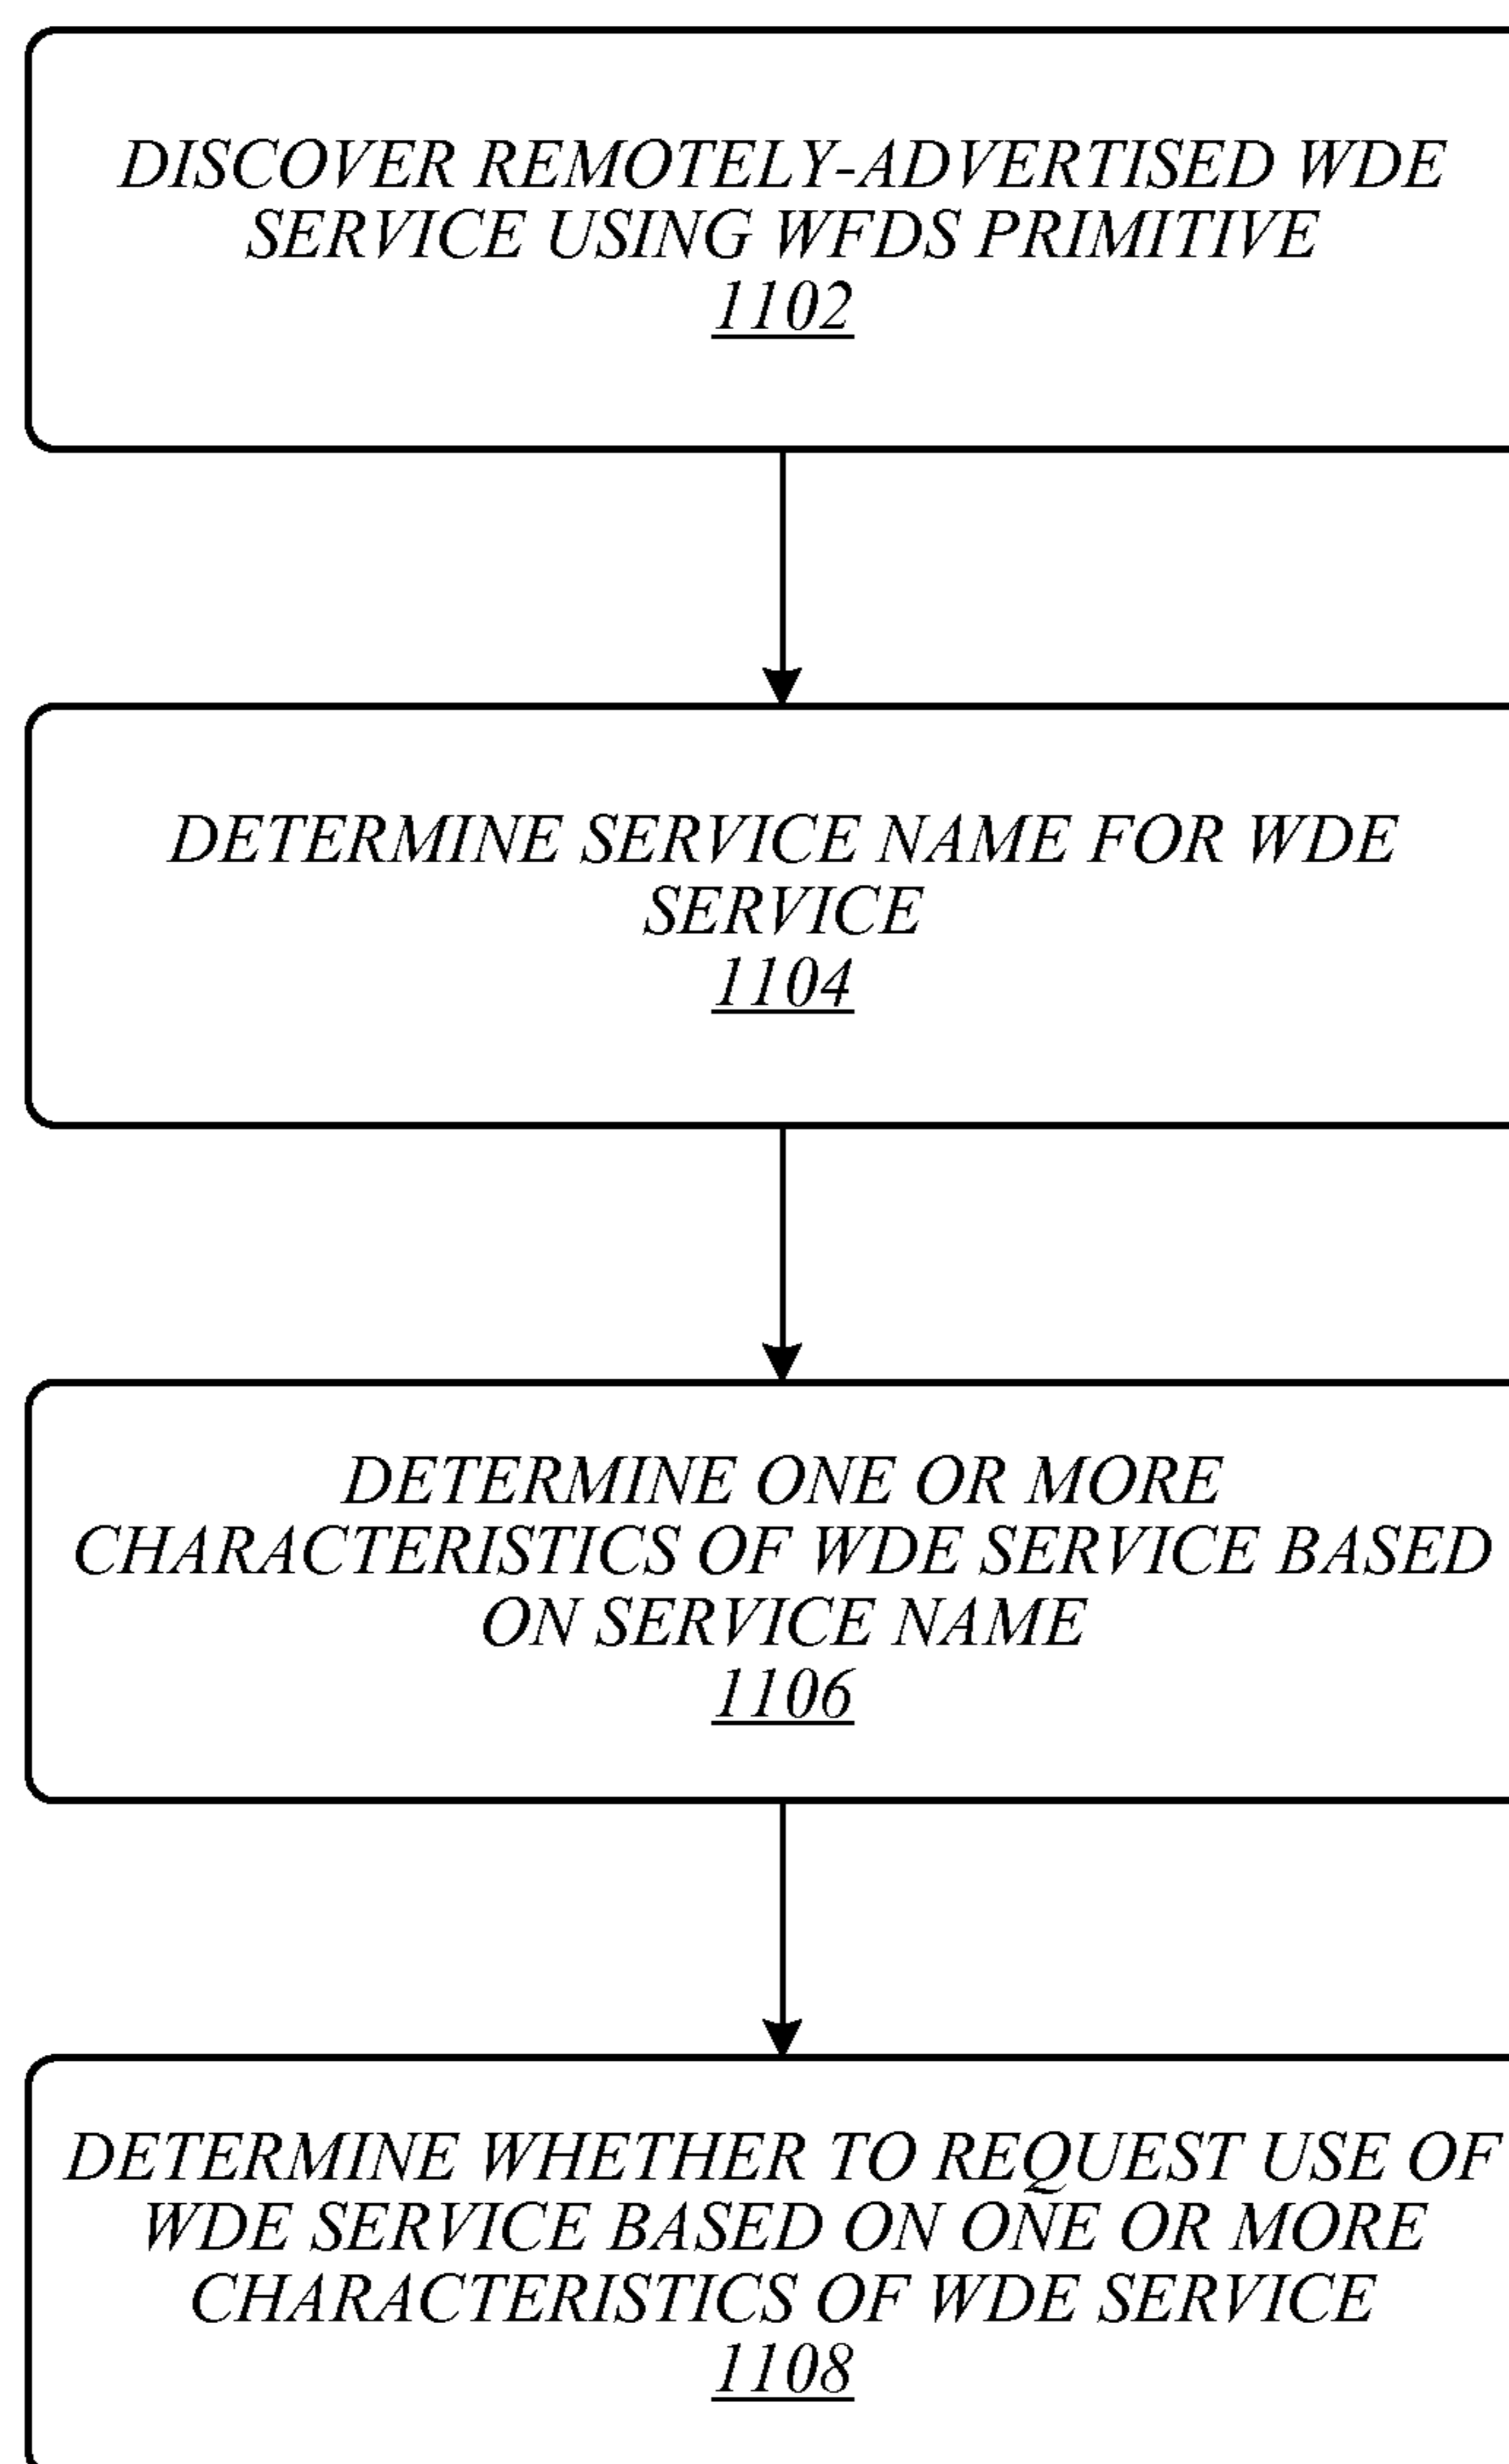 DISCOVER REMOTELY-ADVERTISED WDE
SERVICE USING WFDS PRIMITIVE
1102
DETERMINE SERVICE NAME FOR WDE
SERVICE
1104
DETERMINE ONE OR MORE
CHARACTERISTICS OF WDE SERVICE BASED
ON SERVICE NAME
1106
DETERMINE WHETHER TO REQUEST USE OF
WDE SERVICE BASED ON ONE OR MORE
CHARACTERISTICS OF WDE SERVICE
1108